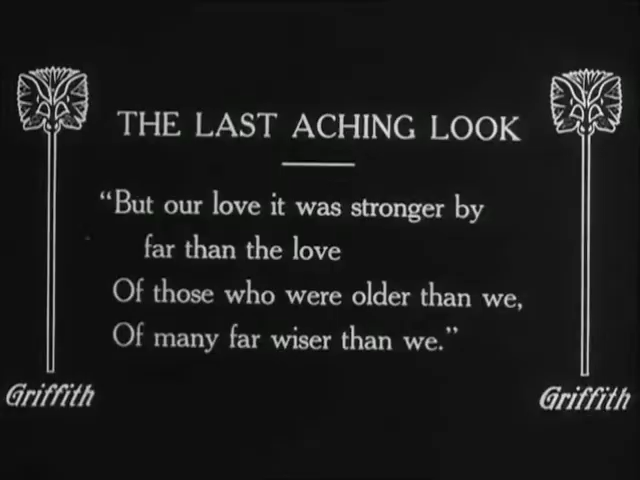 THE LAST ACHING LOOK
“But our love it was stronger by
far than the love
Of those who were older than we,
Of many far wiser than we.”
Griffith
Griffith